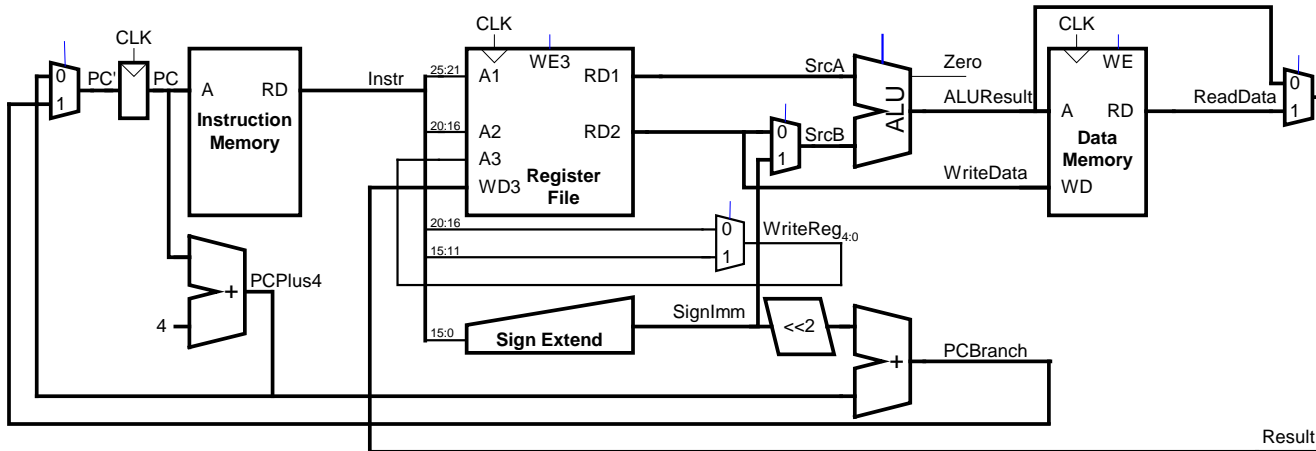 CLK
CLK
CLK
0
1
PC'
PC
A
RD
Instruction
Memory
Instr
25:21
A1
WE3
RD1
SrcA
Zero
ALU
ALUResult
WE
A
RD
ReadData
0
1
20:16
A2
RD2
0
1
SrcB
Data
Memory
A3
WD3
Register
File
WriteData
WD
20:16
15:11
0
1
WriteReg4:0
PCPlus4
+
4
15:0
Sign Extend
SignImm
<<2
+
PCBranch
Result